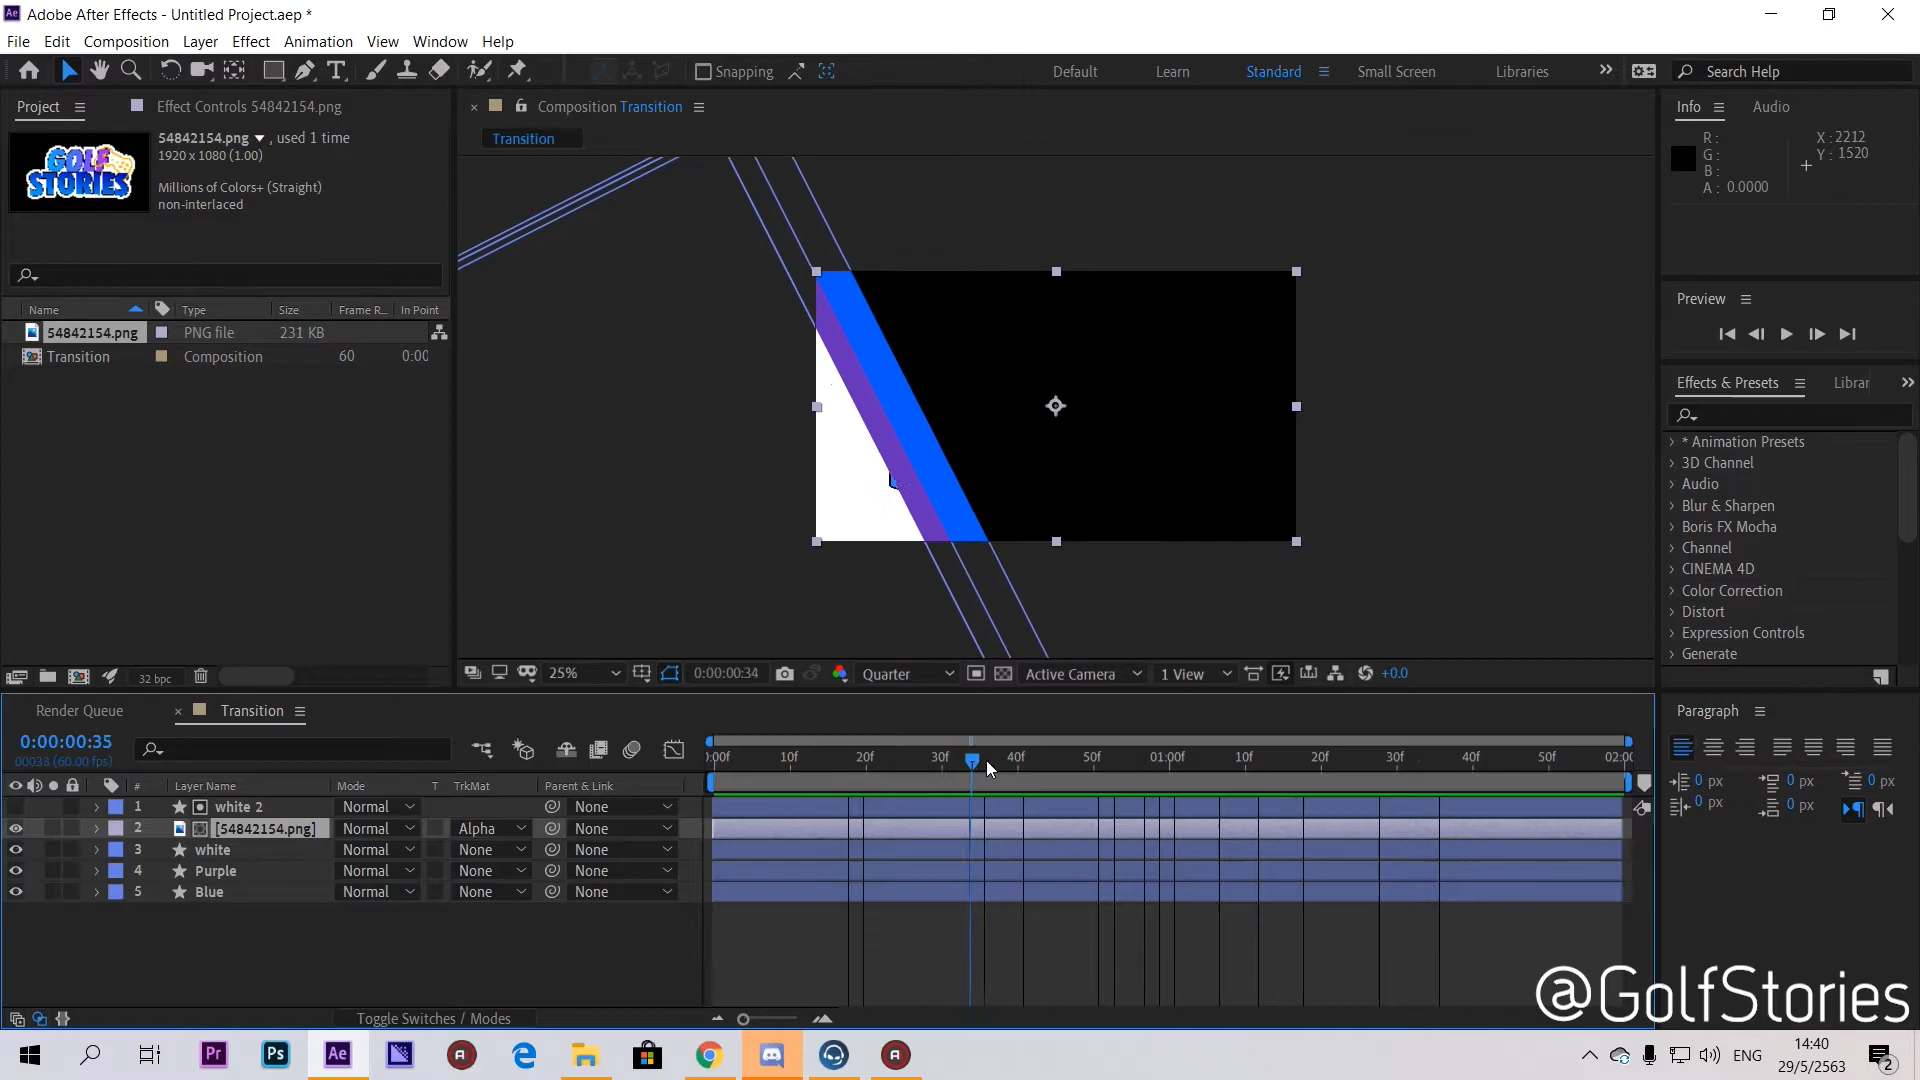 Adobe After Effects - Untitled Project.aep *
File Edit Composition Layer Effect Animation View Window Help
Snapping
Default Learn Standard Small Screen Libraries
Search Help
Project Effect Controls 54842154.png
Composition Transition
Info Audio
GOLF
STORIES
54842154.png , used 1 time
1920 x 1080 (1.00)
Millions of Colors+ (Straight)
non-interlaced
Transition
R :
G :
B :
A : 0.0000
X : 2212
Y : 1520
Name Type Size Frame R... In Point
54842154.png PNG file 231 KB
Transition Composition 60 0:00
Preview
Effects & Presets Librar
* Animation Presets
3D Channel
Audio
Blur & Sharpen
Boris FX Mocha
Channel
CINEMA 4D
Color Correction
Distort
Expression Controls
Generate
32 bpc
25% 0:00:00:34 Quarter Active Camera 1 View +0.0
Render Queue Transition
0:00:00:35
00033 (60.00 fps)
:00f 10f 20f 30f 40f 50f 01:00f 10f 20f 30f 40f 50f 02:0
# Layer Name Mode T TrkMat Parent & Link
1 white 2 Normal None
2 [54842154.png] Normal Alpha None
3 white Normal None None
4 Purple Normal None None
5 Blue Normal None None
Toggle Switches / Modes
Paragraph
0 px 0 px 0 px
0 px 0 px
@GolfStories
Pr Ps Ae
ENG
14:40
29/5/2563
2